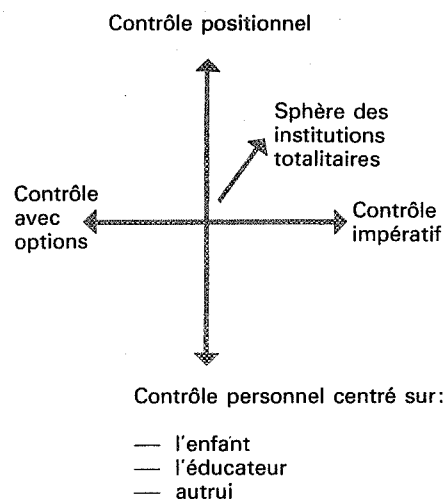 Contrôle positionnel
Sphère des
institutions
totalitaires
Contrôle
avec
options
Contrôle
impératif
Contrôle personnel centré sur:
— l'enfant
— l'éducateur
— autrui